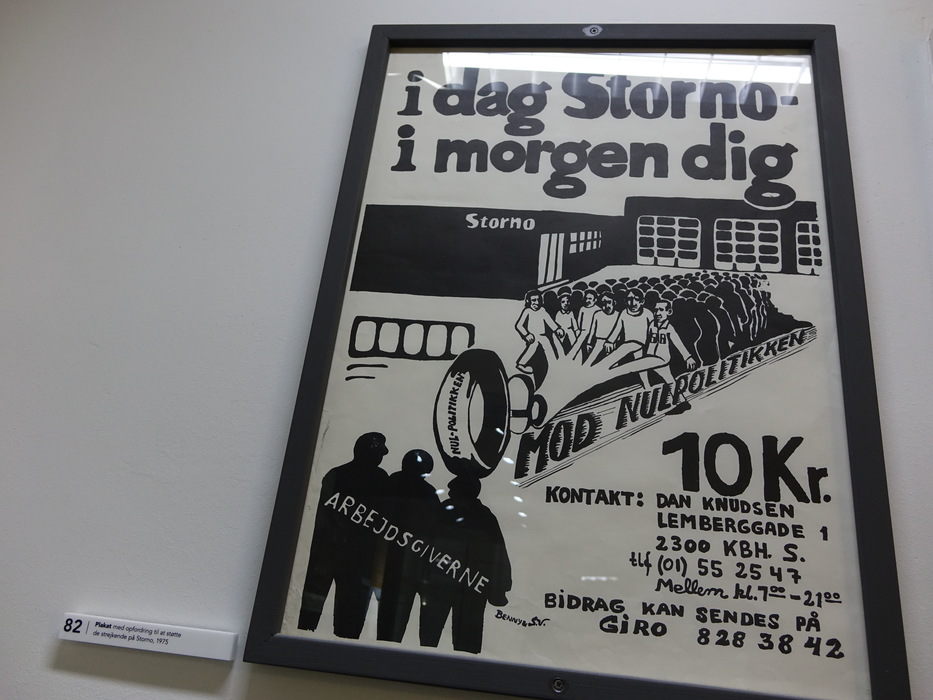 i dag Storno-
i morgen dig
Storno
NUL-POLITIKKEN
MOD NULPOLITIKKEN
ARBEJDSGIVERNE
10 Kr.
KONTAKT: DAN KNUDSEN
LEMBERGGADE 1
2300 KBH. S.
tlf (01) 55 25 47
Mellem kl. 7⁰⁰ - 21⁰⁰
BIDRAG KAN SENDES PÅ
GIRO 828 38 42
82
Plakat med opfordring til at støtte
de strejkende på Storno, 1975